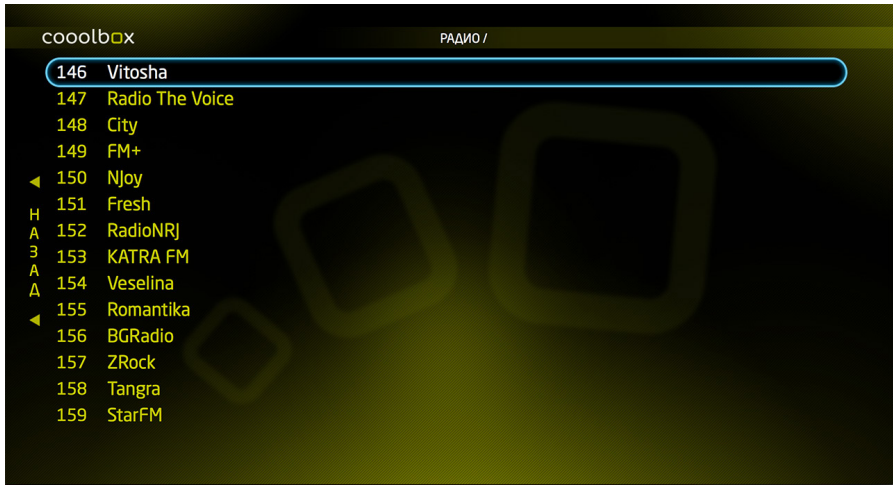 cooolbox
РАДИО /
146 Vitosha
147 Radio The Voice
148 City
149 FM+
150 NJoy
151 Fresh
152 RadioNRJ
153 KATRA FM
154 Veselina
155 Romantika
156 BGRadio
157 ZRock
158 Tangra
159 StarFM
НАЗАД